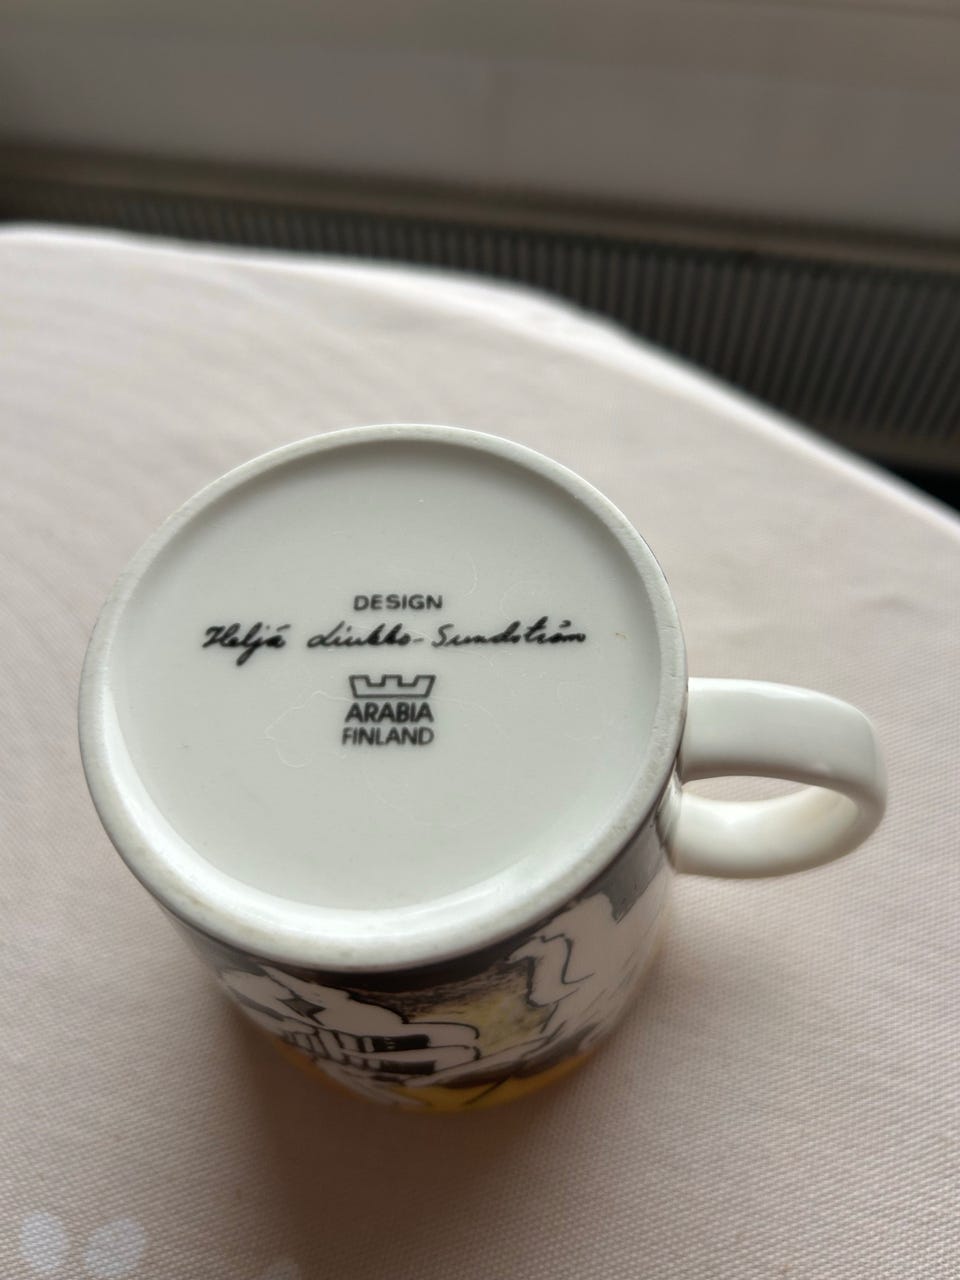 DESIGN
Heljä Liukko-Sundström
ARABIA
FINLAND